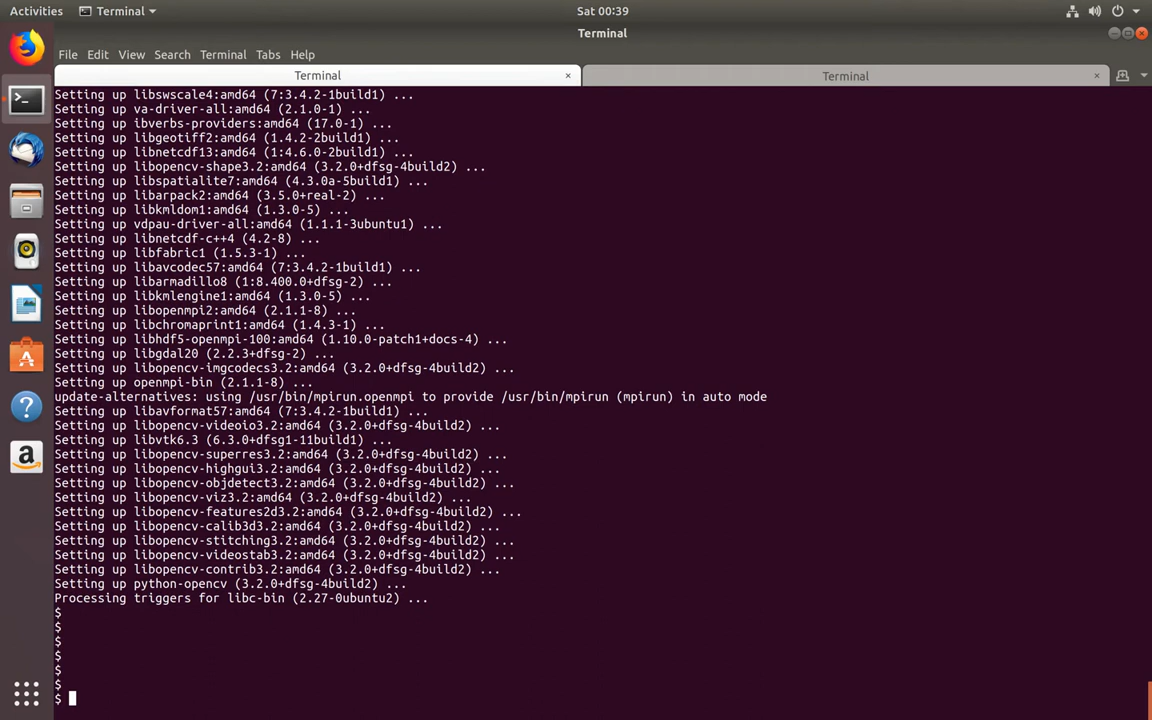 Activities Terminal Sat 00:39
Terminal
File Edit View Search Terminal Tabs Help
Terminal × Terminal ×
Setting up libswscale4:amd64 (7:3.4.2-1build1) ...
Setting up va-driver-all:amd64 (2.1.0-1) ...
Setting up ibverbs-providers:amd64 (17.0-1) ...
Setting up libgeotiff2:amd64 (1.4.2-2build1) ...
Setting up libnetcdf13:amd64 (1:4.6.0-2build1) ...
Setting up libopencv-shape3.2:amd64 (3.2.0+dfsg-4build2) ...
Setting up libspatialite7:amd64 (4.3.0a-5build1) ...
Setting up libarpack2:amd64 (3.5.0+real-2) ...
Setting up libkmldom1:amd64 (1.3.0-5) ...
Setting up vdpau-driver-all:amd64 (1.1.1-3ubuntu1) ...
Setting up libnetcdf-c++4 (4.2-8) ...
Setting up libfabric1 (1.5.3-1) ...
Setting up libavcodec57:amd64 (7:3.4.2-1build1) ...
Setting up libarmadillo8 (1:8.400.0+dfsg-2) ...
Setting up libkmlengine1:amd64 (1.3.0-5) ...
Setting up libopenmpi2:amd64 (2.1.1-8) ...
Setting up libchromaprint1:amd64 (1.4.3-1) ...
Setting up libhdf5-openmpi-100:amd64 (1.10.0-patch1+docs-4) ...
Setting up libgdal20 (2.2.3+dfsg-2) ...
Setting up libopencv-imgcodecs3.2:amd64 (3.2.0+dfsg-4build2) ...
Setting up openmpi-bin (2.1.1-8) ...
update-alternatives: using /usr/bin/mpirun.openmpi to provide /usr/bin/mpirun (mpirun) in auto mode
Setting up libavformat57:amd64 (7:3.4.2-1build1) ...
Setting up libopencv-videoio3.2:amd64 (3.2.0+dfsg-4build2) ...
Setting up libvtk6.3 (6.3.0+dfsg1-11build1) ...
Setting up libopencv-superres3.2:amd64 (3.2.0+dfsg-4build2) ...
Setting up libopencv-highgui3.2:amd64 (3.2.0+dfsg-4build2) ...
Setting up libopencv-objdetect3.2:amd64 (3.2.0+dfsg-4build2) ...
Setting up libopencv-viz3.2:amd64 (3.2.0+dfsg-4build2) ...
Setting up libopencv-features2d3.2:amd64 (3.2.0+dfsg-4build2) ...
Setting up libopencv-calib3d3.2:amd64 (3.2.0+dfsg-4build2) ...
Setting up libopencv-stitching3.2:amd64 (3.2.0+dfsg-4build2) ...
Setting up libopencv-videostab3.2:amd64 (3.2.0+dfsg-4build2) ...
Setting up libopencv-contrib3.2:amd64 (3.2.0+dfsg-4build2) ...
Setting up python-opencv (3.2.0+dfsg-4build2) ...
Processing triggers for libc-bin (2.27-0ubuntu2) ...
$
$
$
$
$
$
$